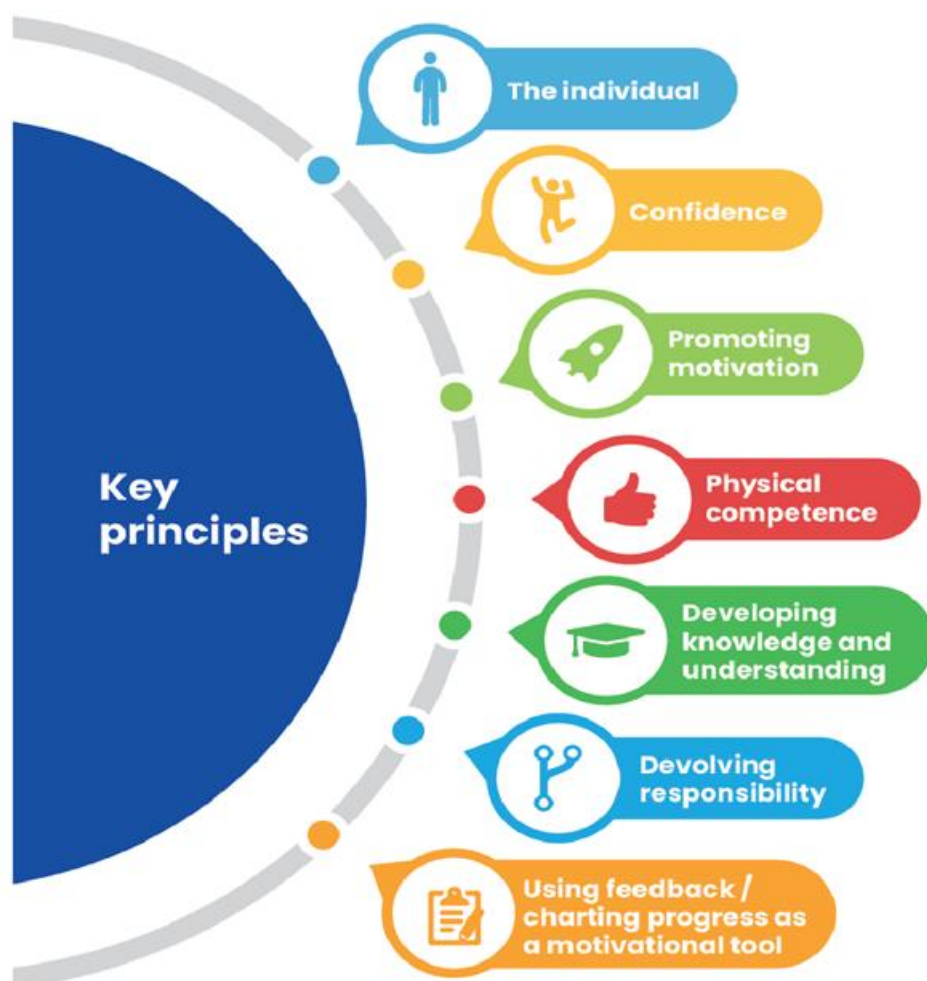 The individual
Confidence
Promoting
motivation
Key
principles
Physical
competence
Developing
knowledge and
understanding
Devolving
responsibility
Using feedback /
charting progress as
a motivational tool